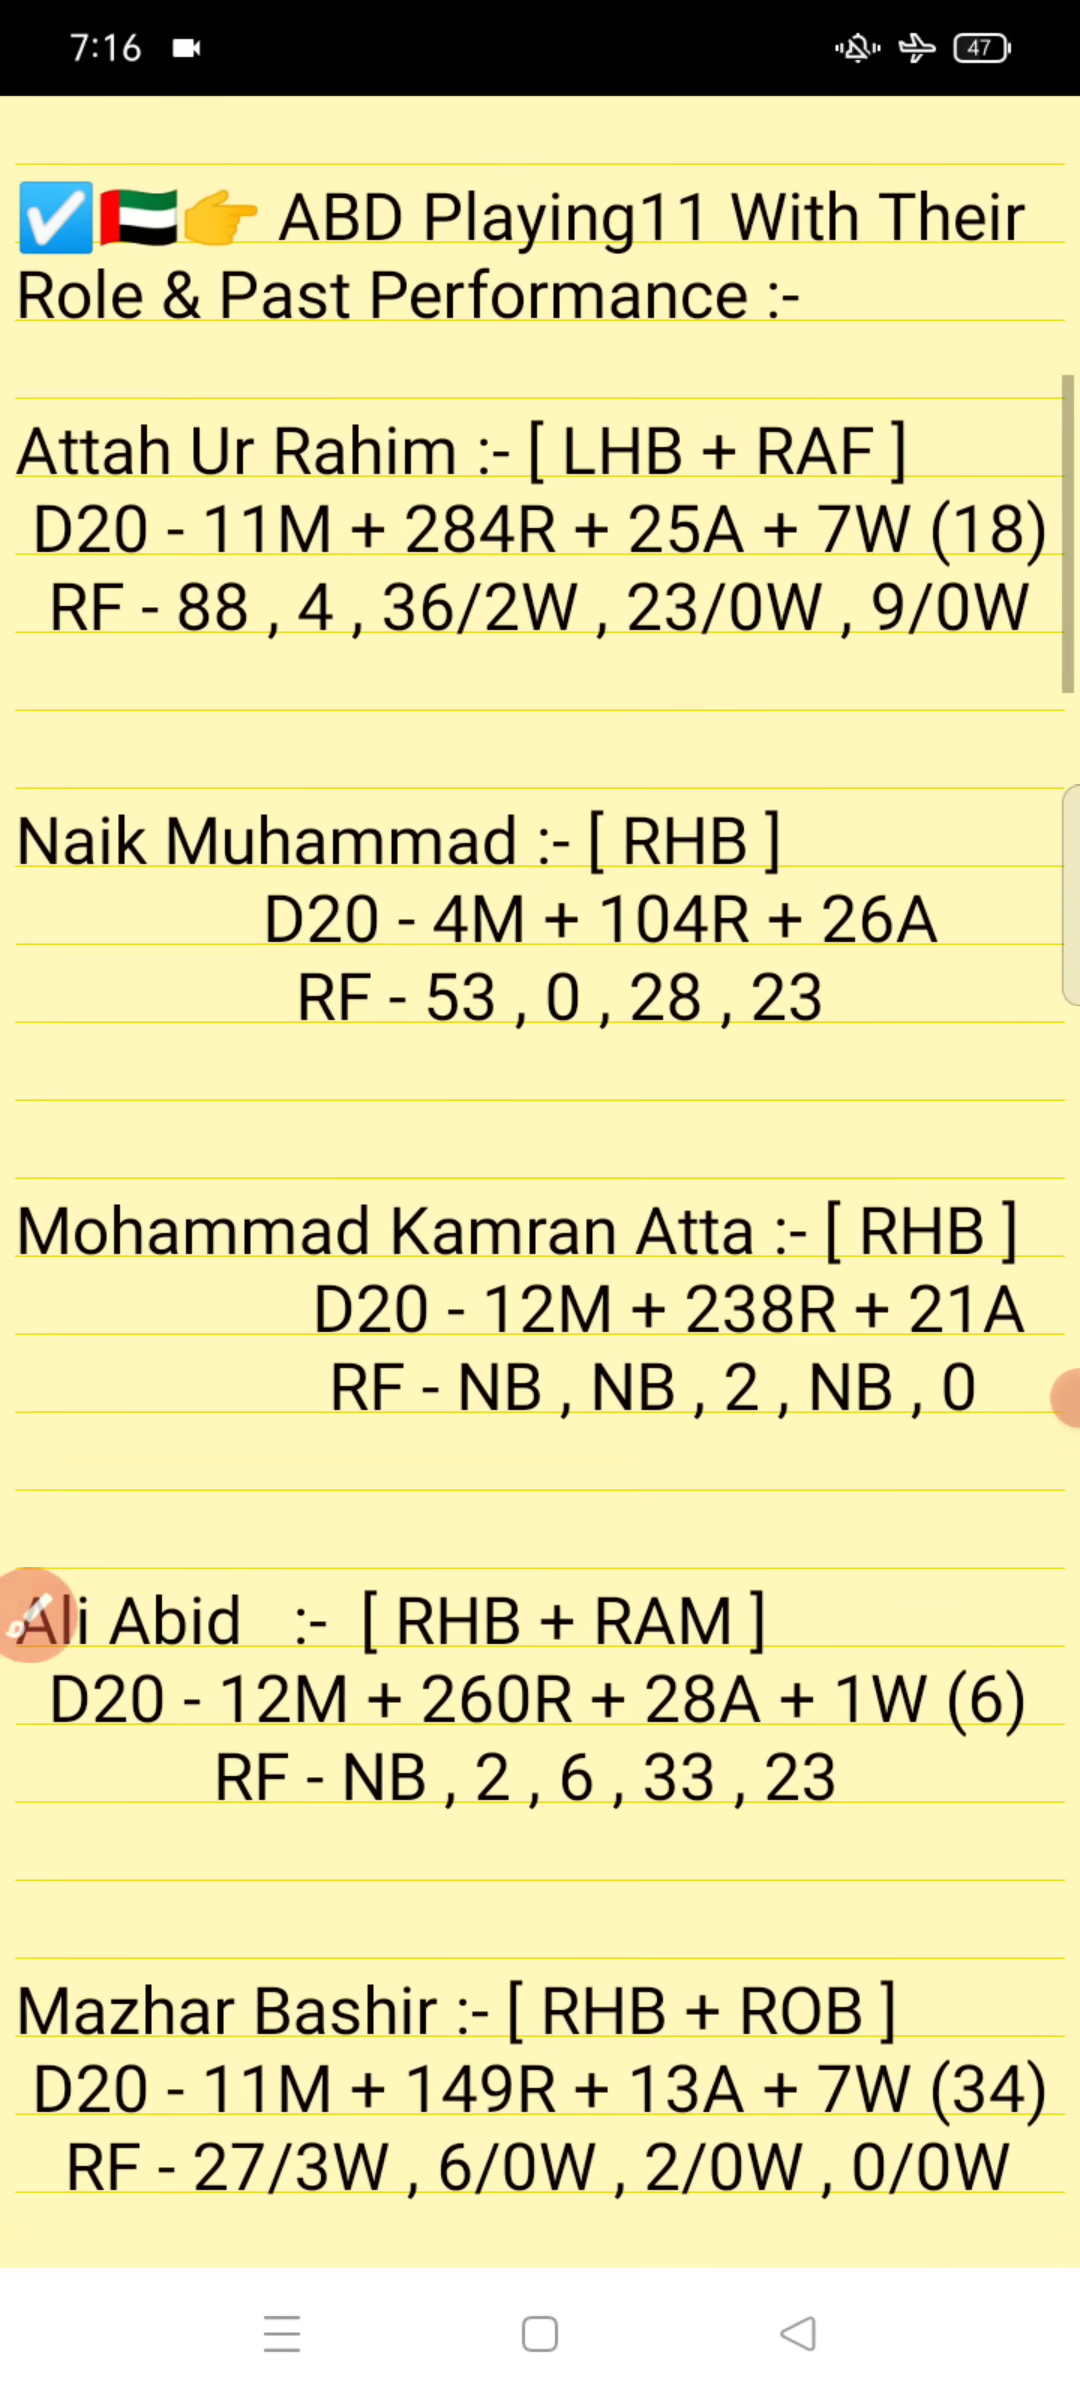 7:16
47
☑️🇦🇪👉 ABD Playing11 With Their
Role & Past Performance :-
Attah Ur Rahim :- [ LHB + RAF ]
D20 - 11M + 284R + 25A + 7W (18)
RF - 88 , 4 , 36/2W , 23/0W , 9/0W
Naik Muhammad :- [ RHB ]
D20 - 4M + 104R + 26A
RF - 53 , 0 , 28 , 23
Mohammad Kamran Atta :- [ RHB ]
D20 - 12M + 238R + 21A
RF - NB , NB , 2 , NB , 0
Ali Abid :- [ RHB + RAM ]
D20 - 12M + 260R + 28A + 1W (6)
RF - NB , 2 , 6 , 33 , 23
Mazhar Bashir :- [ RHB + ROB ]
D20 - 11M + 149R + 13A + 7W (34)
RF - 27/3W , 6/0W , 2/0W , 0/0W